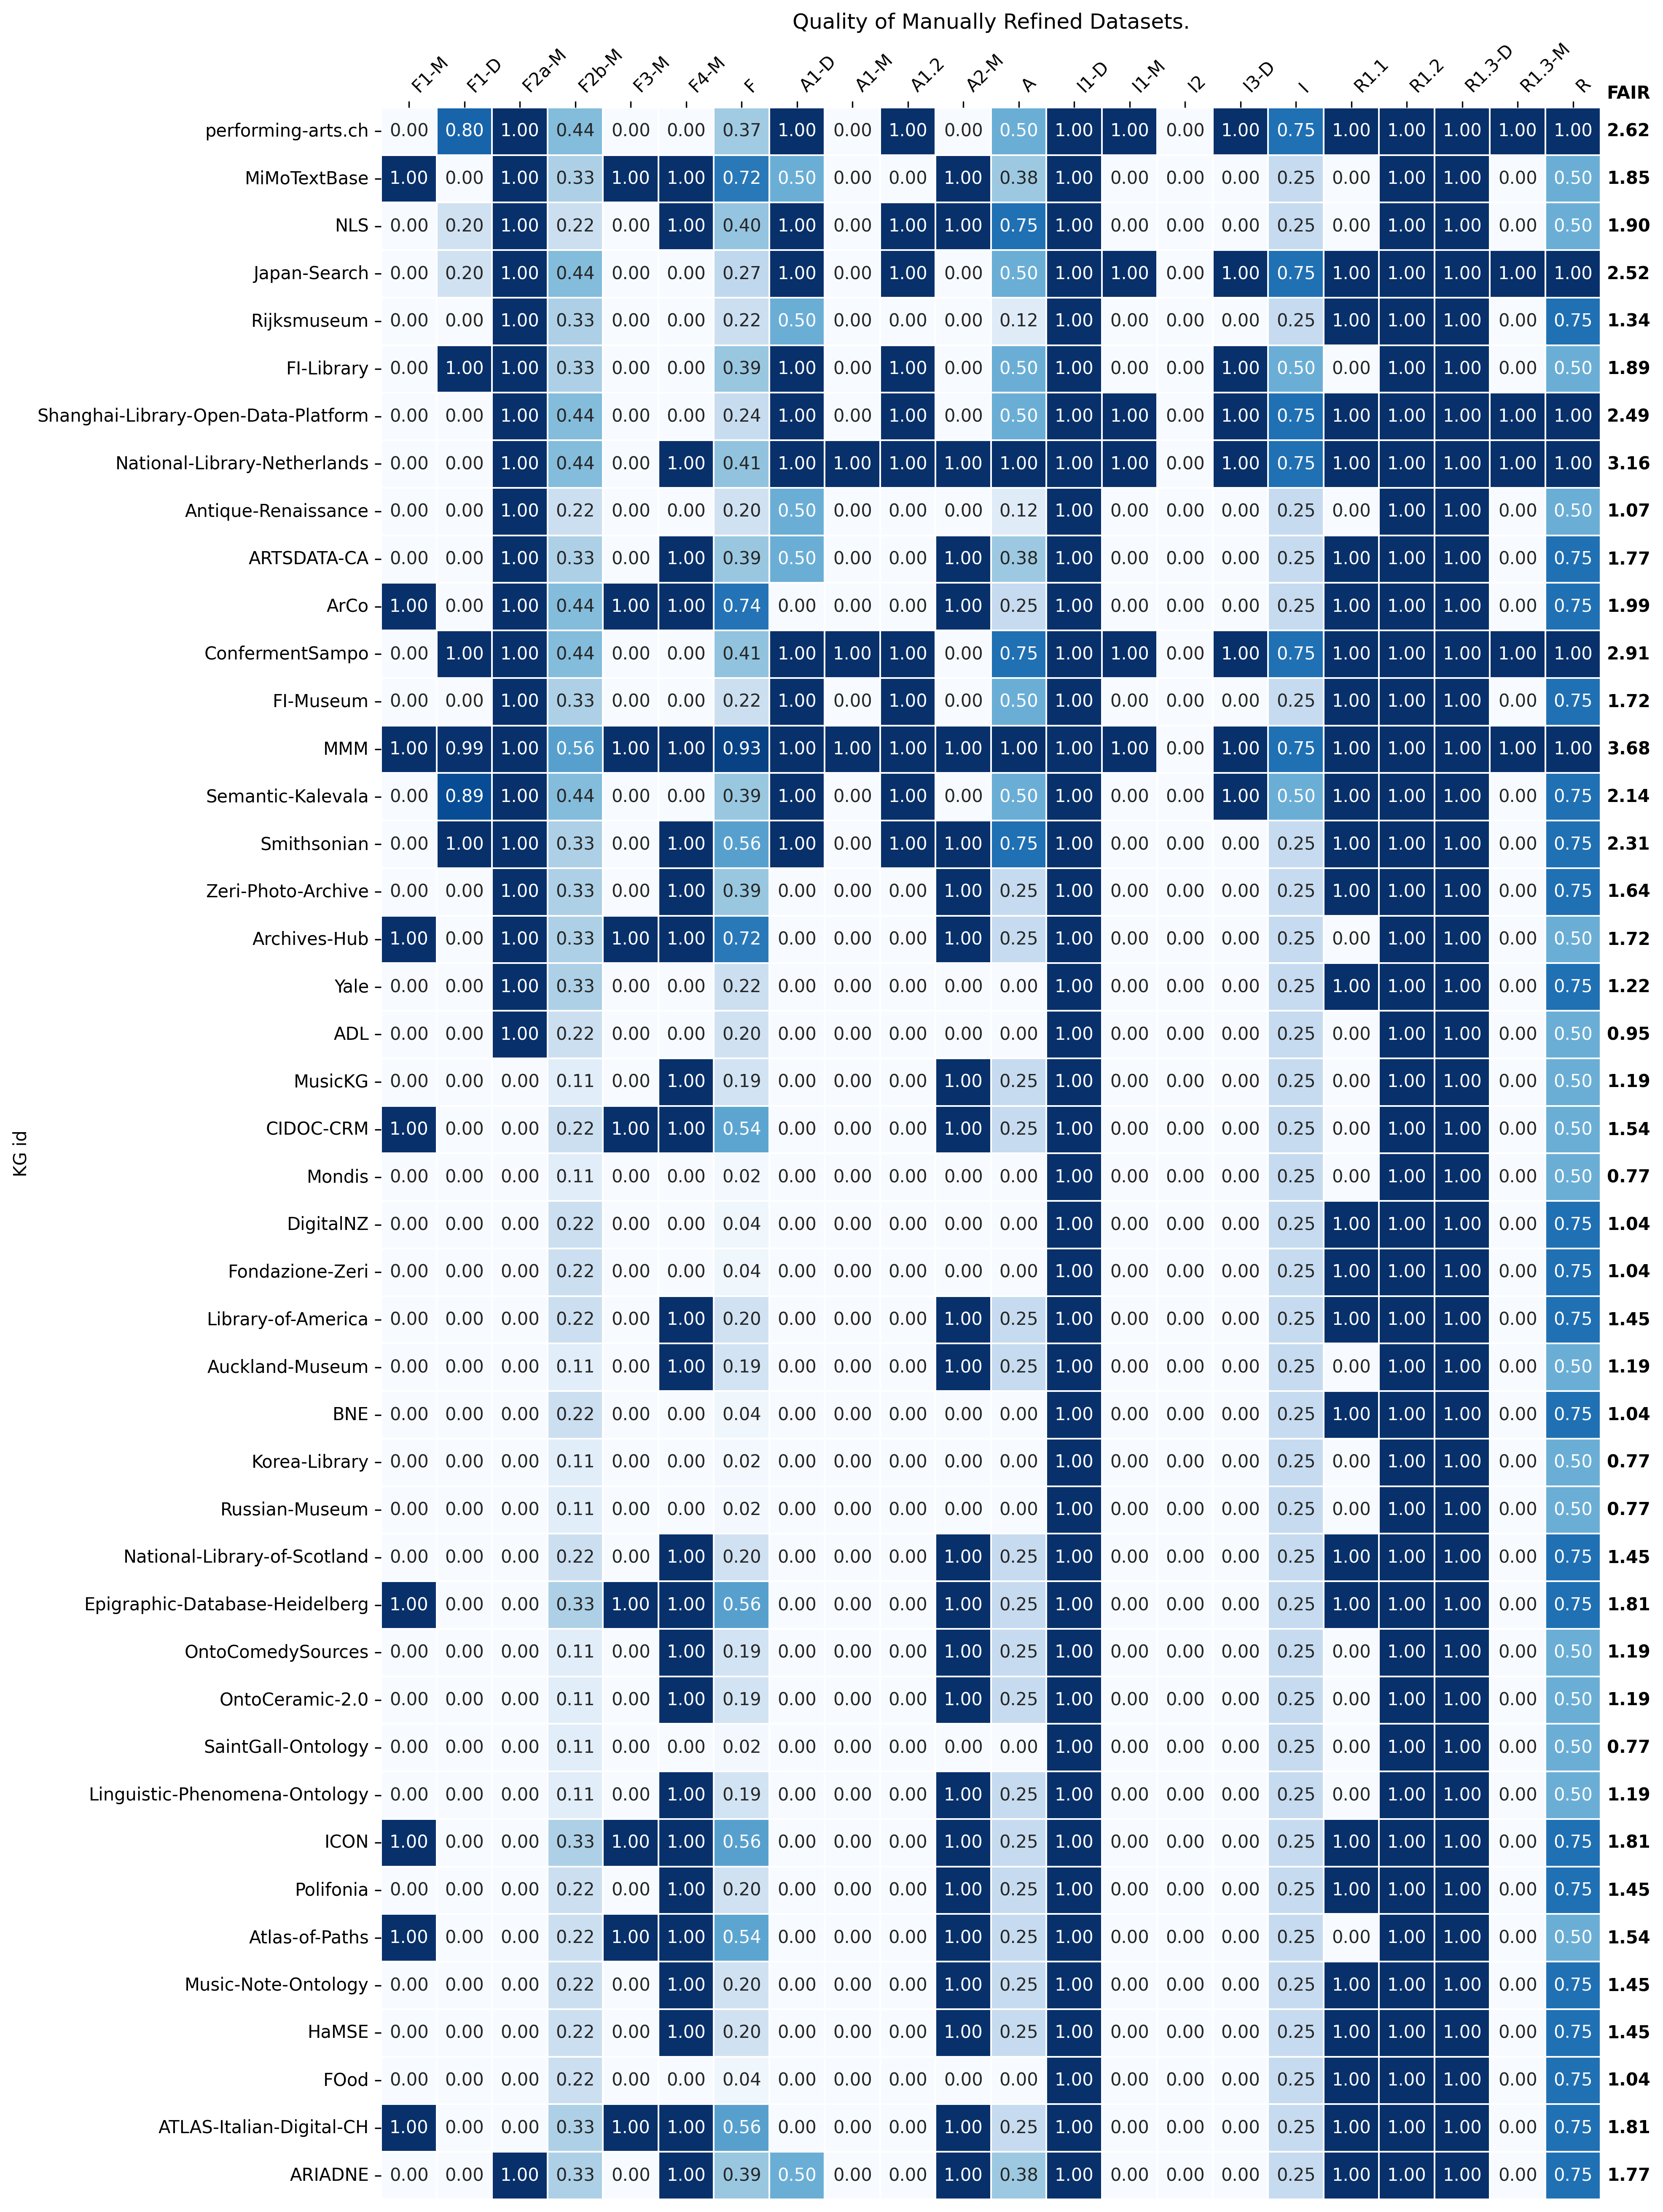 Quality of Manually Refined Datasets.
F1-M F1-D F2a-M F2b-M F3-M F4-M F A1-D A1-M A1.2 A2-M A I1-D I1-M I2 I3-D I R1.1 R1.2 R1.3-D R1.3-M R FAIR
performing-arts.ch 0.00 0.80 1.00 0.44 0.00 0.00 0.37 1.00 0.00 1.00 0.00 0.50 1.00 1.00 0.00 1.00 0.75 1.00 1.00 1.00 1.00 1.00 2.62
MiMoTextBase 1.00 0.00 1.00 0.33 1.00 1.00 0.72 0.50 0.00 0.00 1.00 0.38 1.00 0.00 0.00 0.00 0.25 0.00 1.00 1.00 0.00 0.50 1.85
NLS 0.00 0.20 1.00 0.22 0.00 1.00 0.40 1.00 0.00 1.00 1.00 0.75 1.00 0.00 0.00 0.00 0.25 0.00 1.00 1.00 0.00 0.50 1.90
Japan-Search 0.00 0.20 1.00 0.44 0.00 0.00 0.27 1.00 0.00 1.00 0.00 0.50 1.00 1.00 0.00 1.00 0.75 1.00 1.00 1.00 1.00 1.00 2.52
Rijksmuseum 0.00 0.00 1.00 0.33 0.00 0.00 0.22 0.50 0.00 0.00 0.00 0.12 1.00 0.00 0.00 0.00 0.25 1.00 1.00 1.00 0.00 0.75 1.34
FI-Library 0.00 1.00 1.00 0.33 0.00 0.00 0.39 1.00 0.00 1.00 0.00 0.50 1.00 0.00 0.00 1.00 0.50 0.00 1.00 1.00 0.00 0.50 1.89
Shanghai-Library-Open-Data-Platform 0.00 0.00 1.00 0.44 0.00 0.00 0.24 1.00 0.00 1.00 0.00 0.50 1.00 1.00 0.00 1.00 0.75 1.00 1.00 1.00 1.00 1.00 2.49
National-Library-Netherlands 0.00 0.00 1.00 0.44 0.00 1.00 0.41 1.00 1.00 1.00 1.00 1.00 1.00 1.00 0.00 1.00 0.75 1.00 1.00 1.00 1.00 1.00 3.16
Antique-Renaissance 0.00 0.00 1.00 0.22 0.00 0.00 0.20 0.50 0.00 0.00 0.00 0.12 1.00 0.00 0.00 0.00 0.25 0.00 1.00 1.00 0.00 0.50 1.07
ARTSDATA-CA 0.00 0.00 1.00 0.33 0.00 1.00 0.39 0.50 0.00 0.00 1.00 0.38 1.00 0.00 0.00 0.00 0.25 1.00 1.00 1.00 0.00 0.75 1.77
ArCo 1.00 0.00 1.00 0.44 1.00 1.00 0.74 0.00 0.00 0.00 1.00 0.25 1.00 0.00 0.00 0.00 0.25 1.00 1.00 1.00 0.00 0.75 1.99
ConfermentSampo 0.00 1.00 1.00 0.44 0.00 0.00 0.41 1.00 1.00 1.00 0.00 0.75 1.00 1.00 0.00 1.00 0.75 1.00 1.00 1.00 1.00 1.00 2.91
FI-Museum 0.00 0.00 1.00 0.33 0.00 0.00 0.22 1.00 0.00 1.00 0.00 0.50 1.00 0.00 0.00 0.00 0.25 1.00 1.00 1.00 0.00 0.75 1.72
MMM 1.00 0.99 1.00 0.56 1.00 1.00 0.93 1.00 1.00 1.00 1.00 1.00 1.00 1.00 0.00 1.00 0.75 1.00 1.00 1.00 1.00 1.00 3.68
Semantic-Kalevala 0.00 0.89 1.00 0.44 0.00 0.00 0.39 1.00 0.00 1.00 0.00 0.50 1.00 0.00 0.00 1.00 0.50 1.00 1.00 1.00 0.00 0.75 2.14
Smithsonian 0.00 1.00 1.00 0.33 0.00 1.00 0.56 1.00 0.00 1.00 1.00 0.75 1.00 0.00 0.00 0.00 0.25 1.00 1.00 1.00 0.00 0.75 2.31
Zeri-Photo-Archive 0.00 0.00 1.00 0.33 0.00 1.00 0.39 0.00 0.00 0.00 1.00 0.25 1.00 0.00 0.00 0.00 0.25 1.00 1.00 1.00 0.00 0.75 1.64
Archives-Hub 1.00 0.00 1.00 0.33 1.00 1.00 0.72 0.00 0.00 0.00 1.00 0.25 1.00 0.00 0.00 0.00 0.25 0.00 1.00 1.00 0.00 0.50 1.72
Yale 0.00 0.00 1.00 0.33 0.00 0.00 0.22 0.00 0.00 0.00 0.00 0.00 1.00 0.00 0.00 0.00 0.25 1.00 1.00 1.00 0.00 0.75 1.22
ADL 0.00 0.00 1.00 0.22 0.00 0.00 0.20 0.00 0.00 0.00 0.00 0.00 1.00 0.00 0.00 0.00 0.25 0.00 1.00 1.00 0.00 0.50 0.95
MusicKG 0.00 0.00 0.00 0.11 0.00 1.00 0.19 0.00 0.00 0.00 1.00 0.25 1.00 0.00 0.00 0.00 0.25 0.00 1.00 1.00 0.00 0.50 1.19
CIDOC-CRM 1.00 0.00 0.00 0.22 1.00 1.00 0.54 0.00 0.00 0.00 1.00 0.25 1.00 0.00 0.00 0.00 0.25 0.00 1.00 1.00 0.00 0.50 1.54
KG id
Mondis 0.00 0.00 0.00 0.11 0.00 0.00 0.02 0.00 0.00 0.00 0.00 0.00 1.00 0.00 0.00 0.00 0.25 0.00 1.00 1.00 0.00 0.50 0.77
DigitalNZ 0.00 0.00 0.00 0.22 0.00 0.00 0.04 0.00 0.00 0.00 0.00 0.00 1.00 0.00 0.00 0.00 0.25 1.00 1.00 1.00 0.00 0.75 1.04
Fondazione-Zeri 0.00 0.00 0.00 0.22 0.00 0.00 0.04 0.00 0.00 0.00 0.00 0.00 1.00 0.00 0.00 0.00 0.25 1.00 1.00 1.00 0.00 0.75 1.04
Library-of-America 0.00 0.00 0.00 0.22 0.00 1.00 0.20 0.00 0.00 0.00 1.00 0.25 1.00 0.00 0.00 0.00 0.25 1.00 1.00 1.00 0.00 0.75 1.45
Auckland-Museum 0.00 0.00 0.00 0.11 0.00 1.00 0.19 0.00 0.00 0.00 1.00 0.25 1.00 0.00 0.00 0.00 0.25 0.00 1.00 1.00 0.00 0.50 1.19
BNE 0.00 0.00 0.00 0.22 0.00 0.00 0.04 0.00 0.00 0.00 0.00 0.00 1.00 0.00 0.00 0.00 0.25 1.00 1.00 1.00 0.00 0.75 1.04
Korea-Library 0.00 0.00 0.00 0.11 0.00 0.00 0.02 0.00 0.00 0.00 0.00 0.00 1.00 0.00 0.00 0.00 0.25 0.00 1.00 1.00 0.00 0.50 0.77
Russian-Museum 0.00 0.00 0.00 0.11 0.00 0.00 0.02 0.00 0.00 0.00 0.00 0.00 1.00 0.00 0.00 0.00 0.25 0.00 1.00 1.00 0.00 0.50 0.77
National-Library-of-Scotland 0.00 0.00 0.00 0.22 0.00 1.00 0.20 0.00 0.00 0.00 1.00 0.25 1.00 0.00 0.00 0.00 0.25 1.00 1.00 1.00 0.00 0.75 1.45
Epigraphic-Database-Heidelberg 1.00 0.00 0.00 0.33 1.00 1.00 0.56 0.00 0.00 0.00 1.00 0.25 1.00 0.00 0.00 0.00 0.25 1.00 1.00 1.00 0.00 0.75 1.81
OntoComedySources 0.00 0.00 0.00 0.11 0.00 1.00 0.19 0.00 0.00 0.00 1.00 0.25 1.00 0.00 0.00 0.00 0.25 0.00 1.00 1.00 0.00 0.50 1.19
OntoCeramic-2.0 0.00 0.00 0.00 0.11 0.00 1.00 0.19 0.00 0.00 0.00 1.00 0.25 1.00 0.00 0.00 0.00 0.25 0.00 1.00 1.00 0.00 0.50 1.19
SaintGall-Ontology 0.00 0.00 0.00 0.11 0.00 0.00 0.02 0.00 0.00 0.00 0.00 0.00 1.00 0.00 0.00 0.00 0.25 0.00 1.00 1.00 0.00 0.50 0.77
Linguistic-Phenomena-Ontology 0.00 0.00 0.00 0.11 0.00 1.00 0.19 0.00 0.00 0.00 1.00 0.25 1.00 0.00 0.00 0.00 0.25 0.00 1.00 1.00 0.00 0.50 1.19
ICON 1.00 0.00 0.00 0.33 1.00 1.00 0.56 0.00 0.00 0.00 1.00 0.25 1.00 0.00 0.00 0.00 0.25 1.00 1.00 1.00 0.00 0.75 1.81
Polifonia 0.00 0.00 0.00 0.22 0.00 1.00 0.20 0.00 0.00 0.00 1.00 0.25 1.00 0.00 0.00 0.00 0.25 1.00 1.00 1.00 0.00 0.75 1.45
Atlas-of-Paths 1.00 0.00 0.00 0.22 1.00 1.00 0.54 0.00 0.00 0.00 1.00 0.25 1.00 0.00 0.00 0.00 0.25 0.00 1.00 1.00 0.00 0.50 1.54
Music-Note-Ontology 0.00 0.00 0.00 0.22 0.00 1.00 0.20 0.00 0.00 0.00 1.00 0.25 1.00 0.00 0.00 0.00 0.25 1.00 1.00 1.00 0.00 0.75 1.45
HaMSE 0.00 0.00 0.00 0.22 0.00 1.00 0.20 0.00 0.00 0.00 1.00 0.25 1.00 0.00 0.00 0.00 0.25 1.00 1.00 1.00 0.00 0.75 1.45
FOod 0.00 0.00 0.00 0.22 0.00 0.00 0.04 0.00 0.00 0.00 0.00 0.00 1.00 0.00 0.00 0.00 0.25 1.00 1.00 1.00 0.00 0.75 1.04
ATLAS-Italian-Digital-CH 1.00 0.00 0.00 0.33 1.00 1.00 0.56 0.00 0.00 0.00 1.00 0.25 1.00 0.00 0.00 0.00 0.25 1.00 1.00 1.00 0.00 0.75 1.81
ARIADNE 0.00 0.00 1.00 0.33 0.00 1.00 0.39 0.50 0.00 0.00 1.00 0.38 1.00 0.00 0.00 0.00 0.25 1.00 1.00 1.00 0.00 0.75 1.77